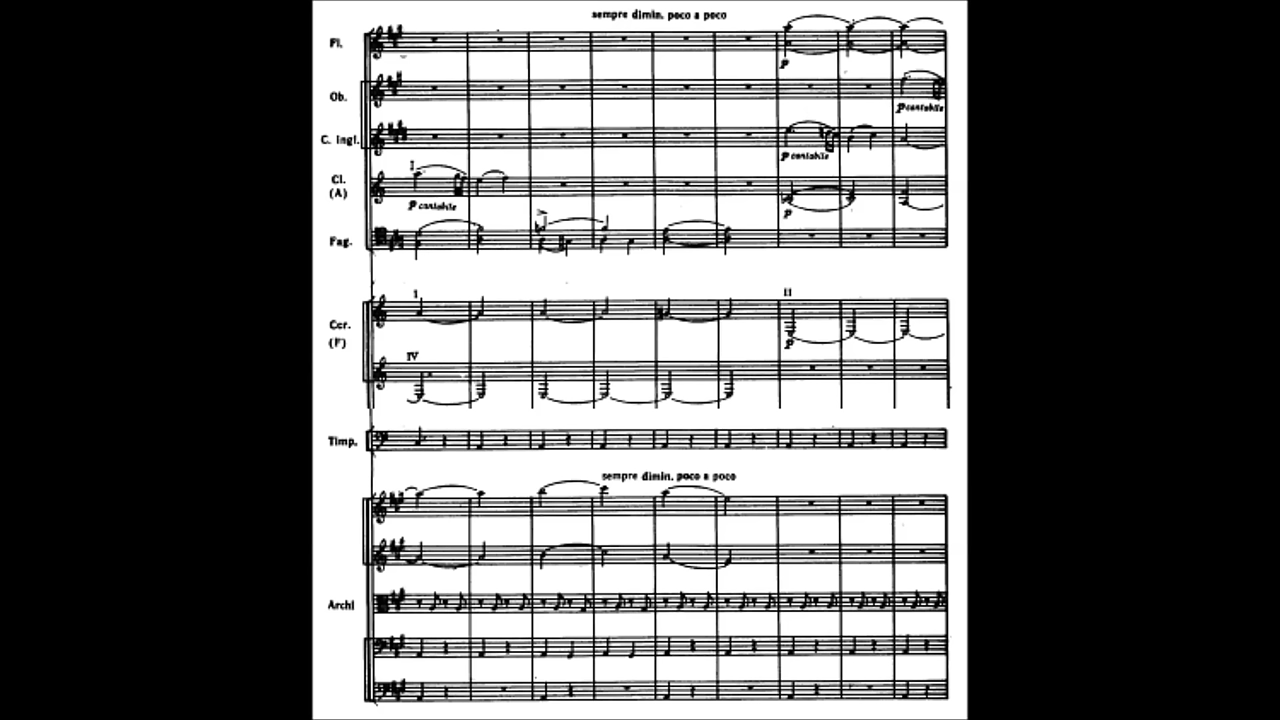 sempre dimin. poco a poco
Fl.
p
Ob.
p cantabile
C. ingl.
p cantabile
I
Cl.
(A)
p cantabile
p
Fag.
I
II
Cor.
(F)
p
IV
Timp.
sempre dimin. poco a poco
Archi